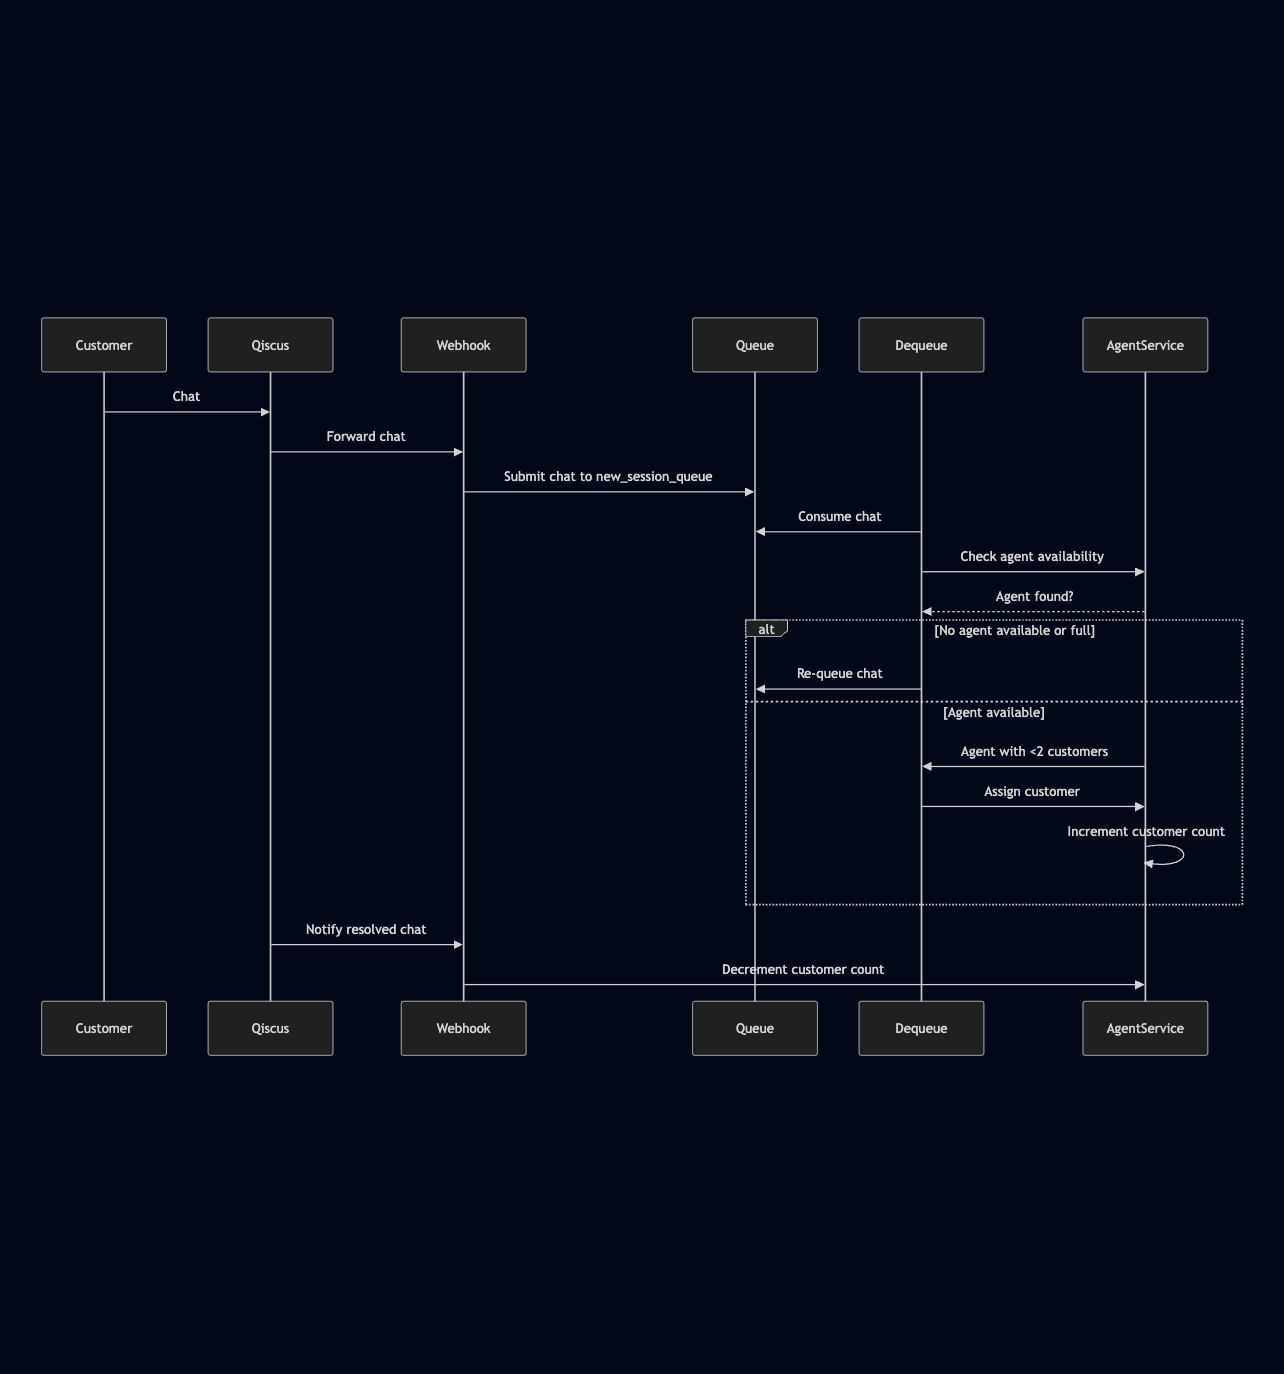 Customer
Qiscus
Webhook
Queue
Dequeue
AgentService
Chat
Forward chat
Submit chat to new_session_queue
Consume chat
Check agent availability
Agent found?
alt
[No agent available or full]
Re-queue chat
[Agent available]
Agent with <2 customers
Assign customer
Increment customer count
Notify resolved chat
Decrement customer count
Customer
Qiscus
Webhook
Queue
Dequeue
AgentService